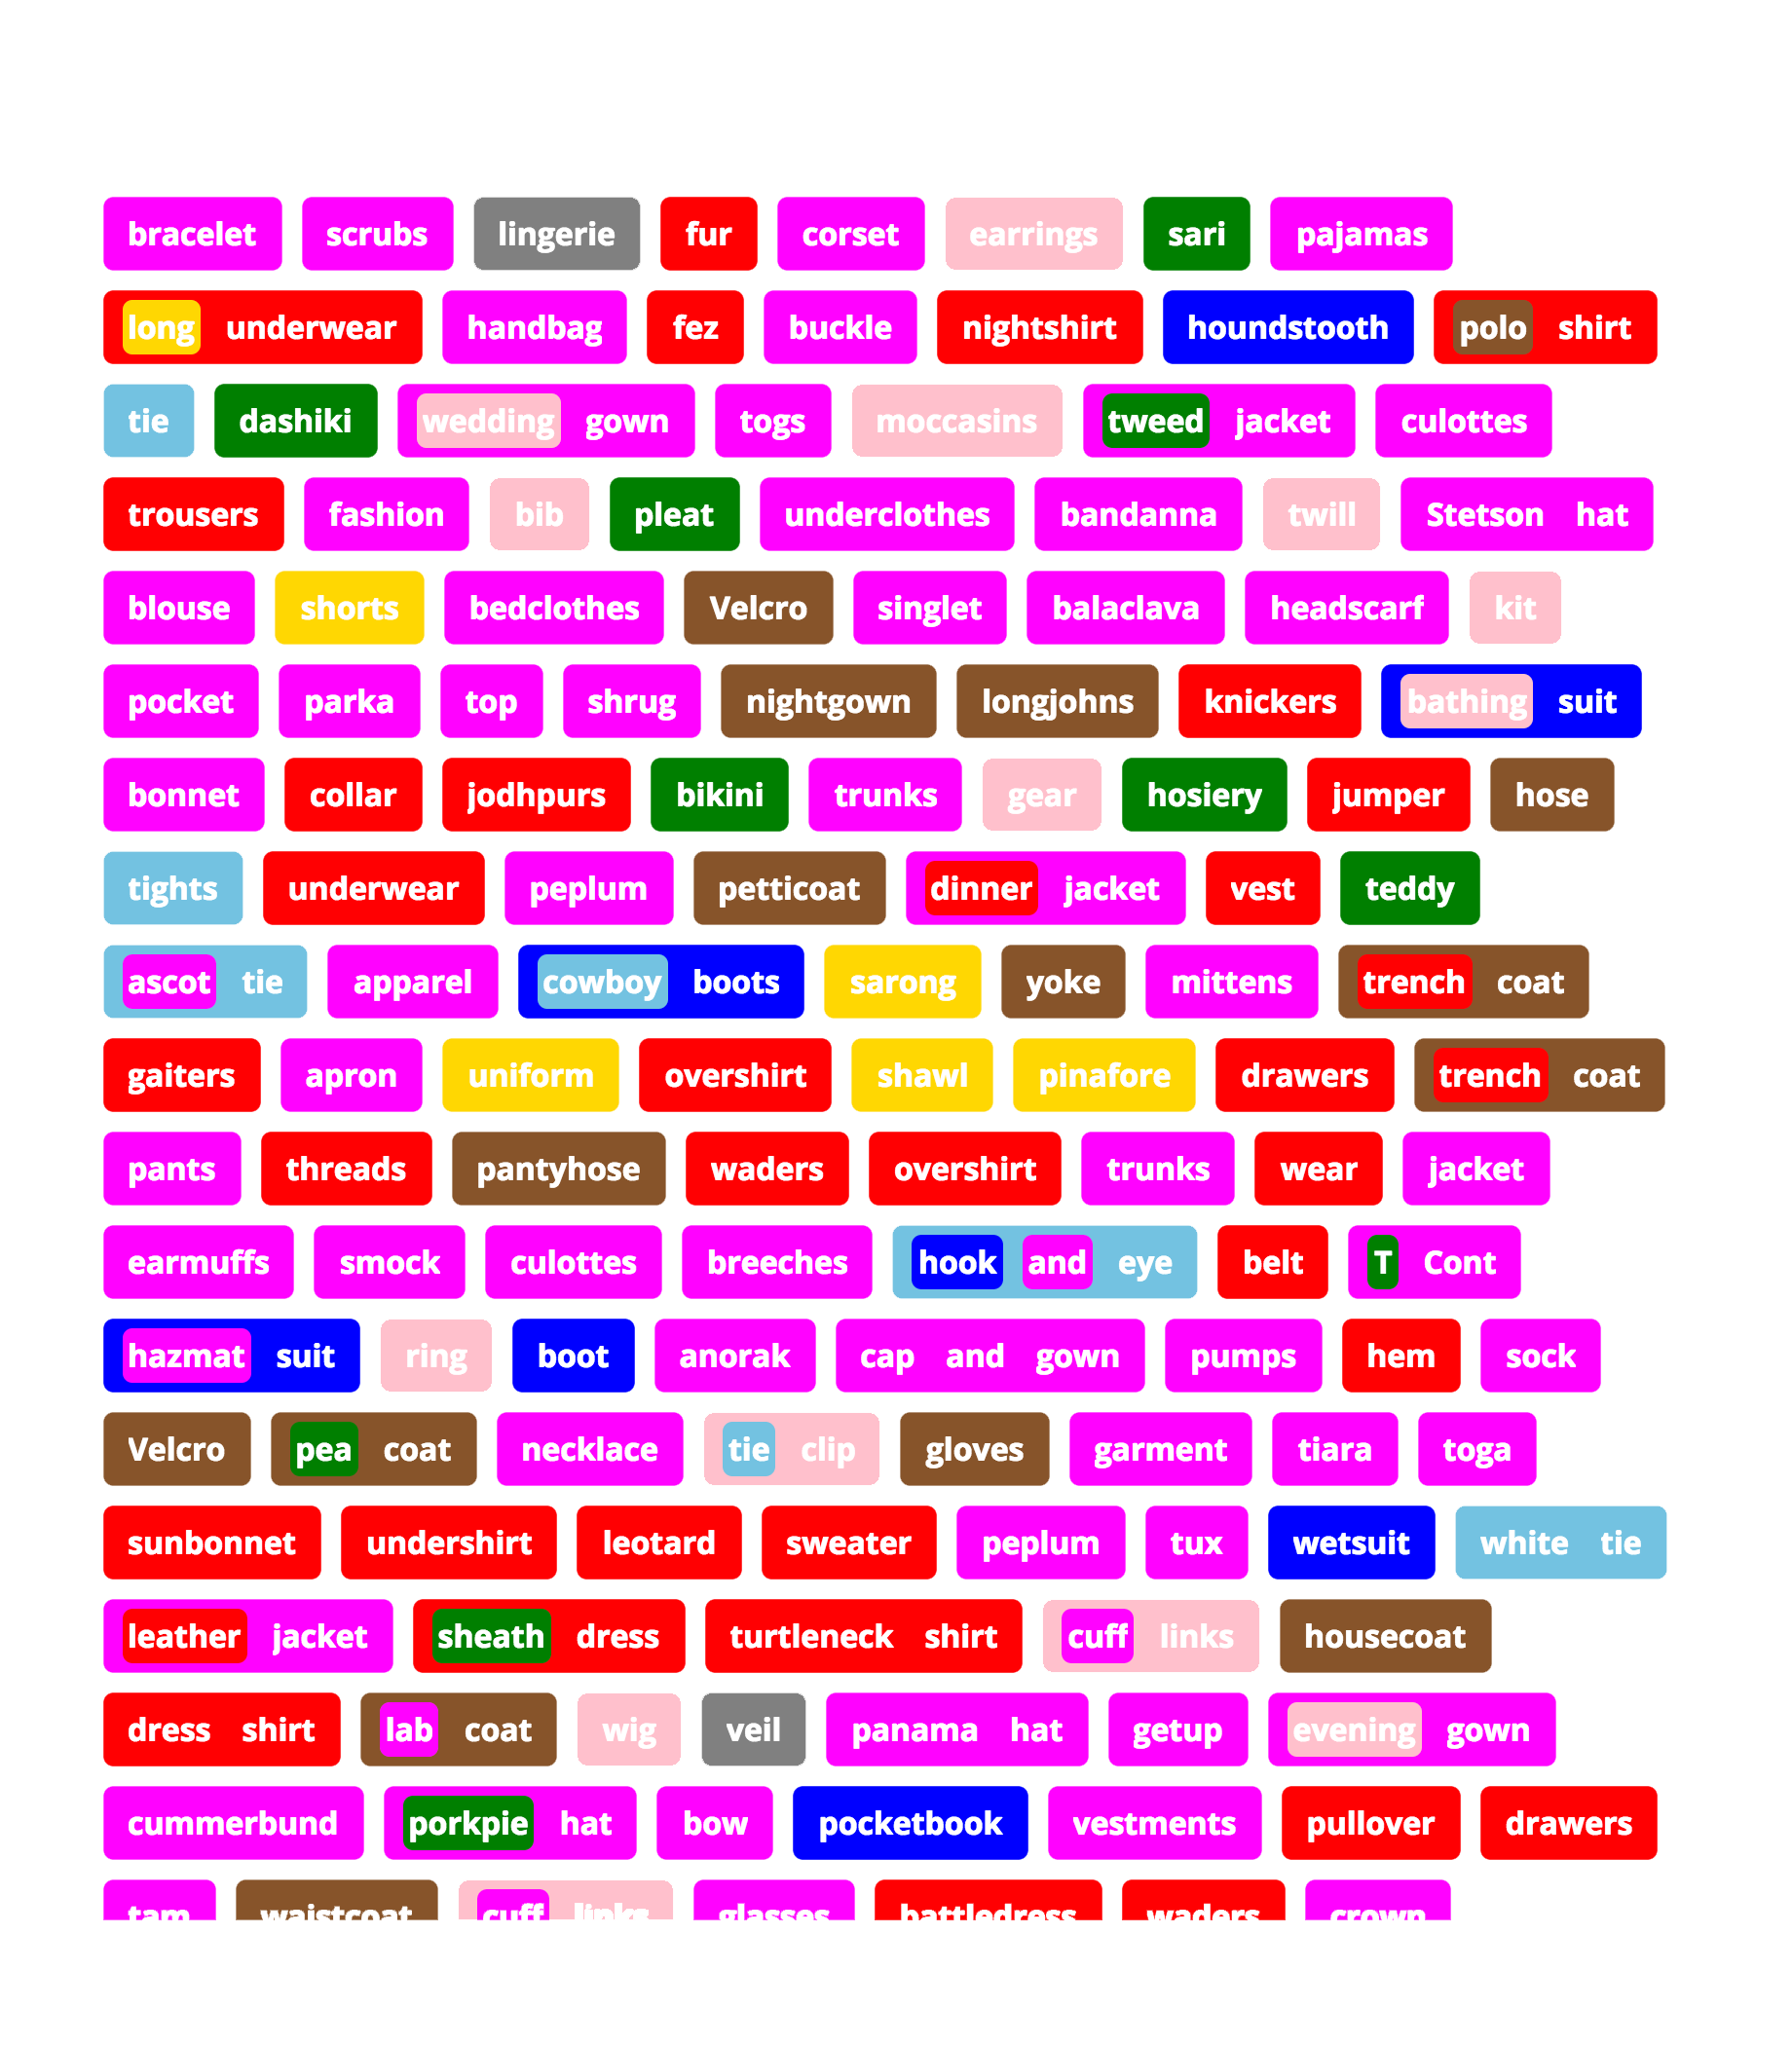 bracelet scrubs lingerie fur corset earrings sari pajamas
long underwear handbag fez buckle nightshirt houndstooth polo shirt
tie dashiki wedding gown togs moccasins tweed jacket culottes
trousers fashion bib pleat underclothes bandanna twill Stetson hat
blouse shorts bedclothes Velcro singlet balaclava headscarf kit
pocket parka top shrug nightgown longjohns knickers bathing suit
bonnet collar jodhpurs bikini trunks gear hosiery jumper hose
tights underwear peplum petticoat dinner jacket vest teddy
ascot tie apparel cowboy boots sarong yoke mittens trench coat
gaiters apron uniform overshirt shawl pinafore drawers trench coat
pants threads pantyhose waders overshirt trunks wear jacket
earmuffs smock culottes breeches hook and eye belt T Cont
hazmat suit ring boot anorak cap and gown pumps hem sock
Velcro pea coat necklace tie clip gloves garment tiara toga
sunbonnet undershirt leotard sweater peplum tux wetsuit white tie
leather jacket sheath dress turtleneck shirt cuff links housecoat
dress shirt lab coat wig veil panama hat getup evening gown
cummerbund porkpie hat bow pocketbook vestments pullover drawers
tam waistcoat cuff links glasses battledress waders crown